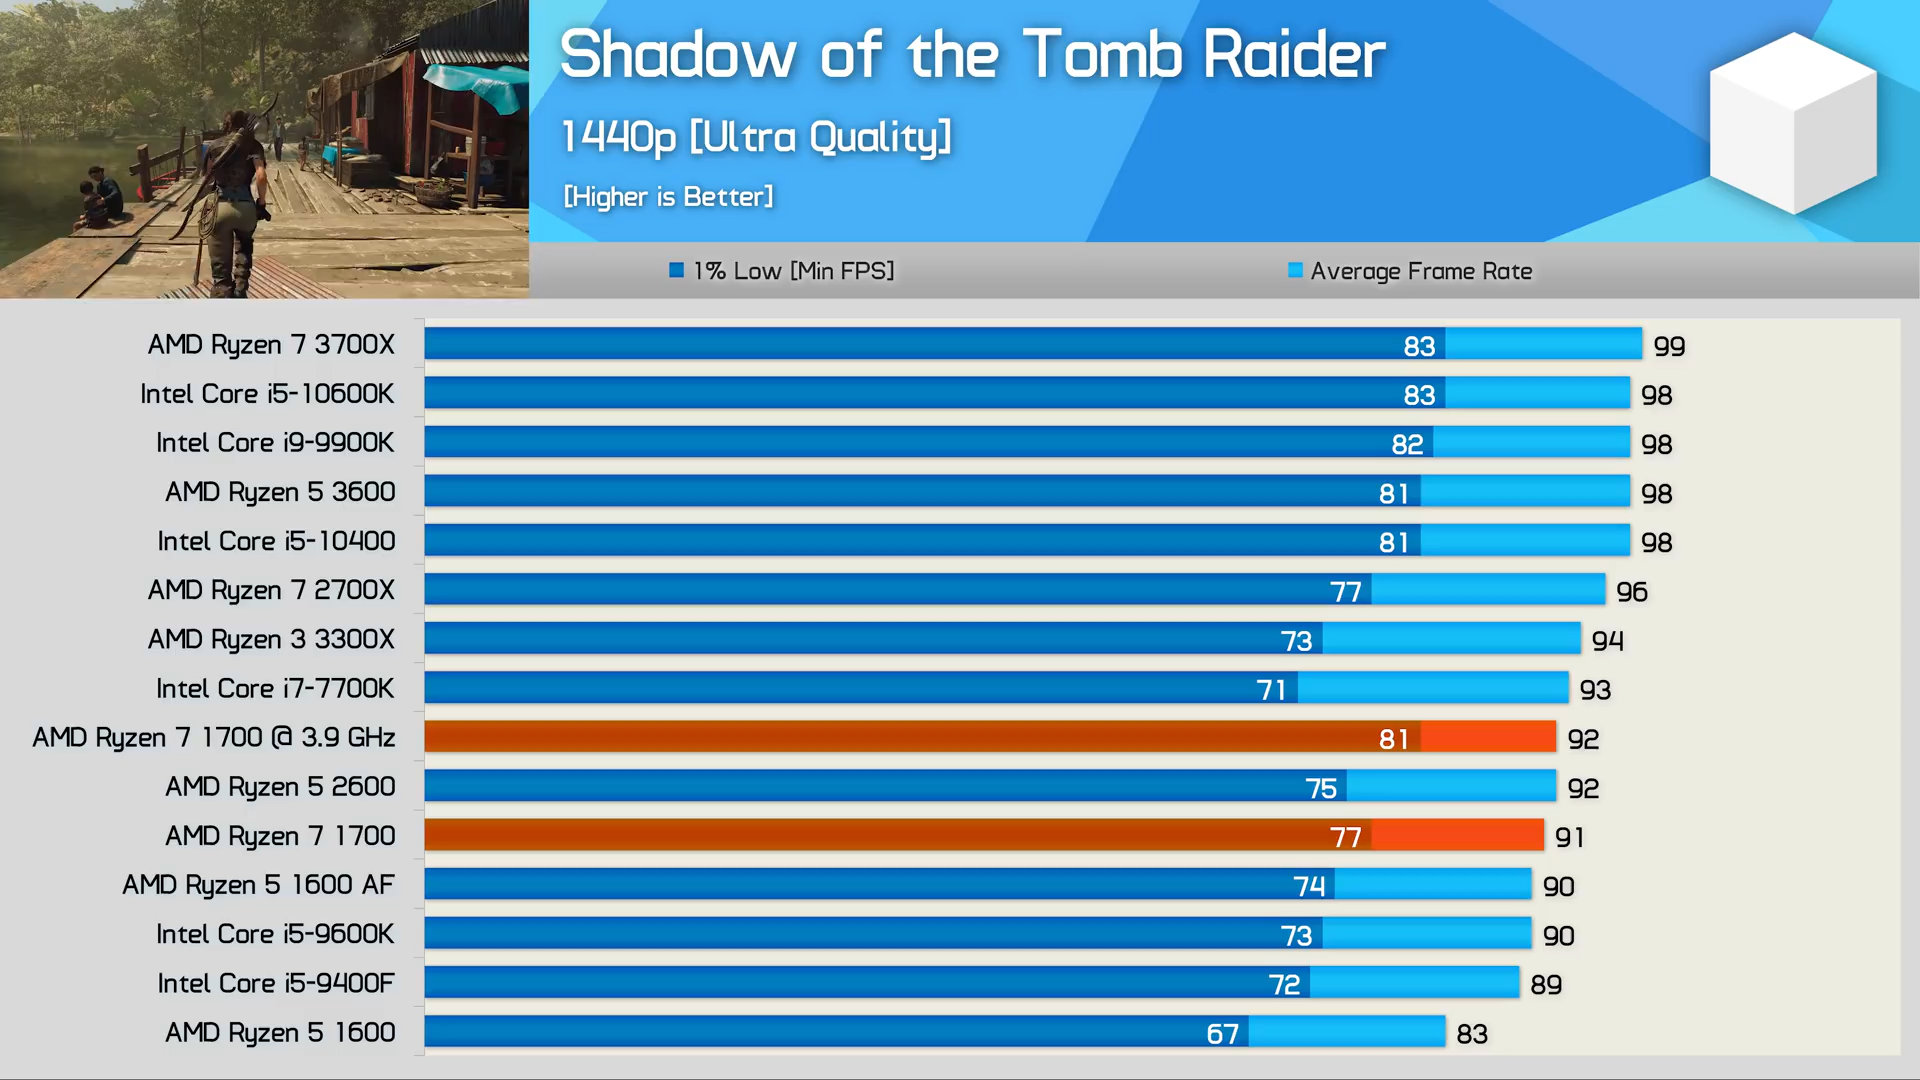 Shadow of the Tomb Raider
1440p [Ultra Quality]
[Higher is Better]
1% Low [Min FPS] Average Frame Rate
AMD Ryzen 7 3700X 83 99
Intel Core i5-10600K 83 98
Intel Core i9-9900K 82 98
AMD Ryzen 5 3600 81 98
Intel Core i5-10400 81 98
AMD Ryzen 7 2700X 77 96
AMD Ryzen 3 3300X 73 94
Intel Core i7-7700K 71 93
AMD Ryzen 7 1700 @ 3.9 GHz 81 92
AMD Ryzen 5 2600 75 92
AMD Ryzen 7 1700 77 91
AMD Ryzen 5 1600 AF 74 90
Intel Core i5-9600K 73 90
Intel Core i5-9400F 72 89
AMD Ryzen 5 1600 67 83